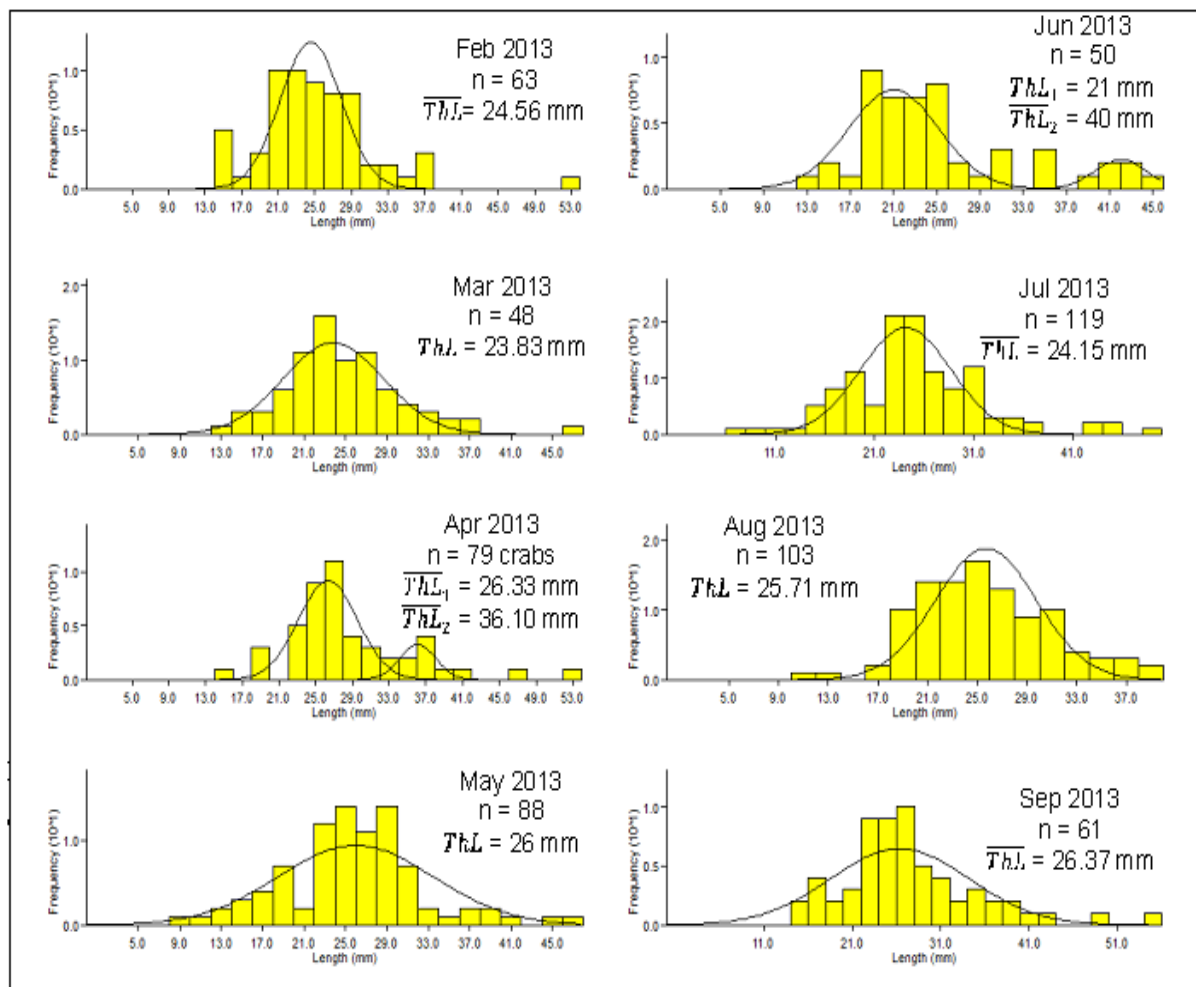 Feb 2013
n = 63
ThL = 24.56 mm
Frequency (10^1)
1.0
0.5
0.0
5.0 9.0 13.0 17.0 21.0 25.0 29.0 33.0 37.0 41.0 45.0 49.0 53.0
Length (mm)
Mar 2013
n = 48
ThL = 23.83 mm
Frequency (10^1)
2.0
1.0
0.0
5.0 9.0 13.0 17.0 21.0 25.0 29.0 33.0 37.0 41.0 45.0
Length (mm)
Apr 2013
n = 79 crabs
ThL1 = 26.33 mm
ThL2 = 36.10 mm
Frequency (10^1)
1.0
0.5
0.0
5.0 9.0 13.0 17.0 21.0 25.0 29.0 33.0 37.0 41.0 45.0 49.0 53.0
Length (mm)
May 2013
n = 88
ThL = 26 mm
Frequency (10^1)
1.0
0.0
5.0 9.0 13.0 17.0 21.0 25.0 29.0 33.0 37.0 41.0 45.0
Length (mm)
Jun 2013
n = 50
ThL1 = 21 mm
ThL2 = 40 mm
Frequency (10^1)
1.0
0.5
0.0
5.0 9.0 13.0 17.0 21.0 25.0 29.0 33.0 37.0 41.0 45.0
Length (mm)
Jul 2013
n = 119
ThL = 24.15 mm
Frequency (10^1)
2.0
1.0
0.0
11.0 21.0 31.0 41.0
Length (mm)
Aug 2013
n = 103
ThL = 25.71 mm
Frequency (10^1)
2.0
1.0
0.0
5.0 9.0 13.0 17.0 21.0 25.0 29.0 33.0 37.0
Length (mm)
Sep 2013
n = 61
ThL = 26.37 mm
Frequency (10^1)
1.0
0.5
0.0
11.0 21.0 31.0 41.0 51.0
Length (mm)